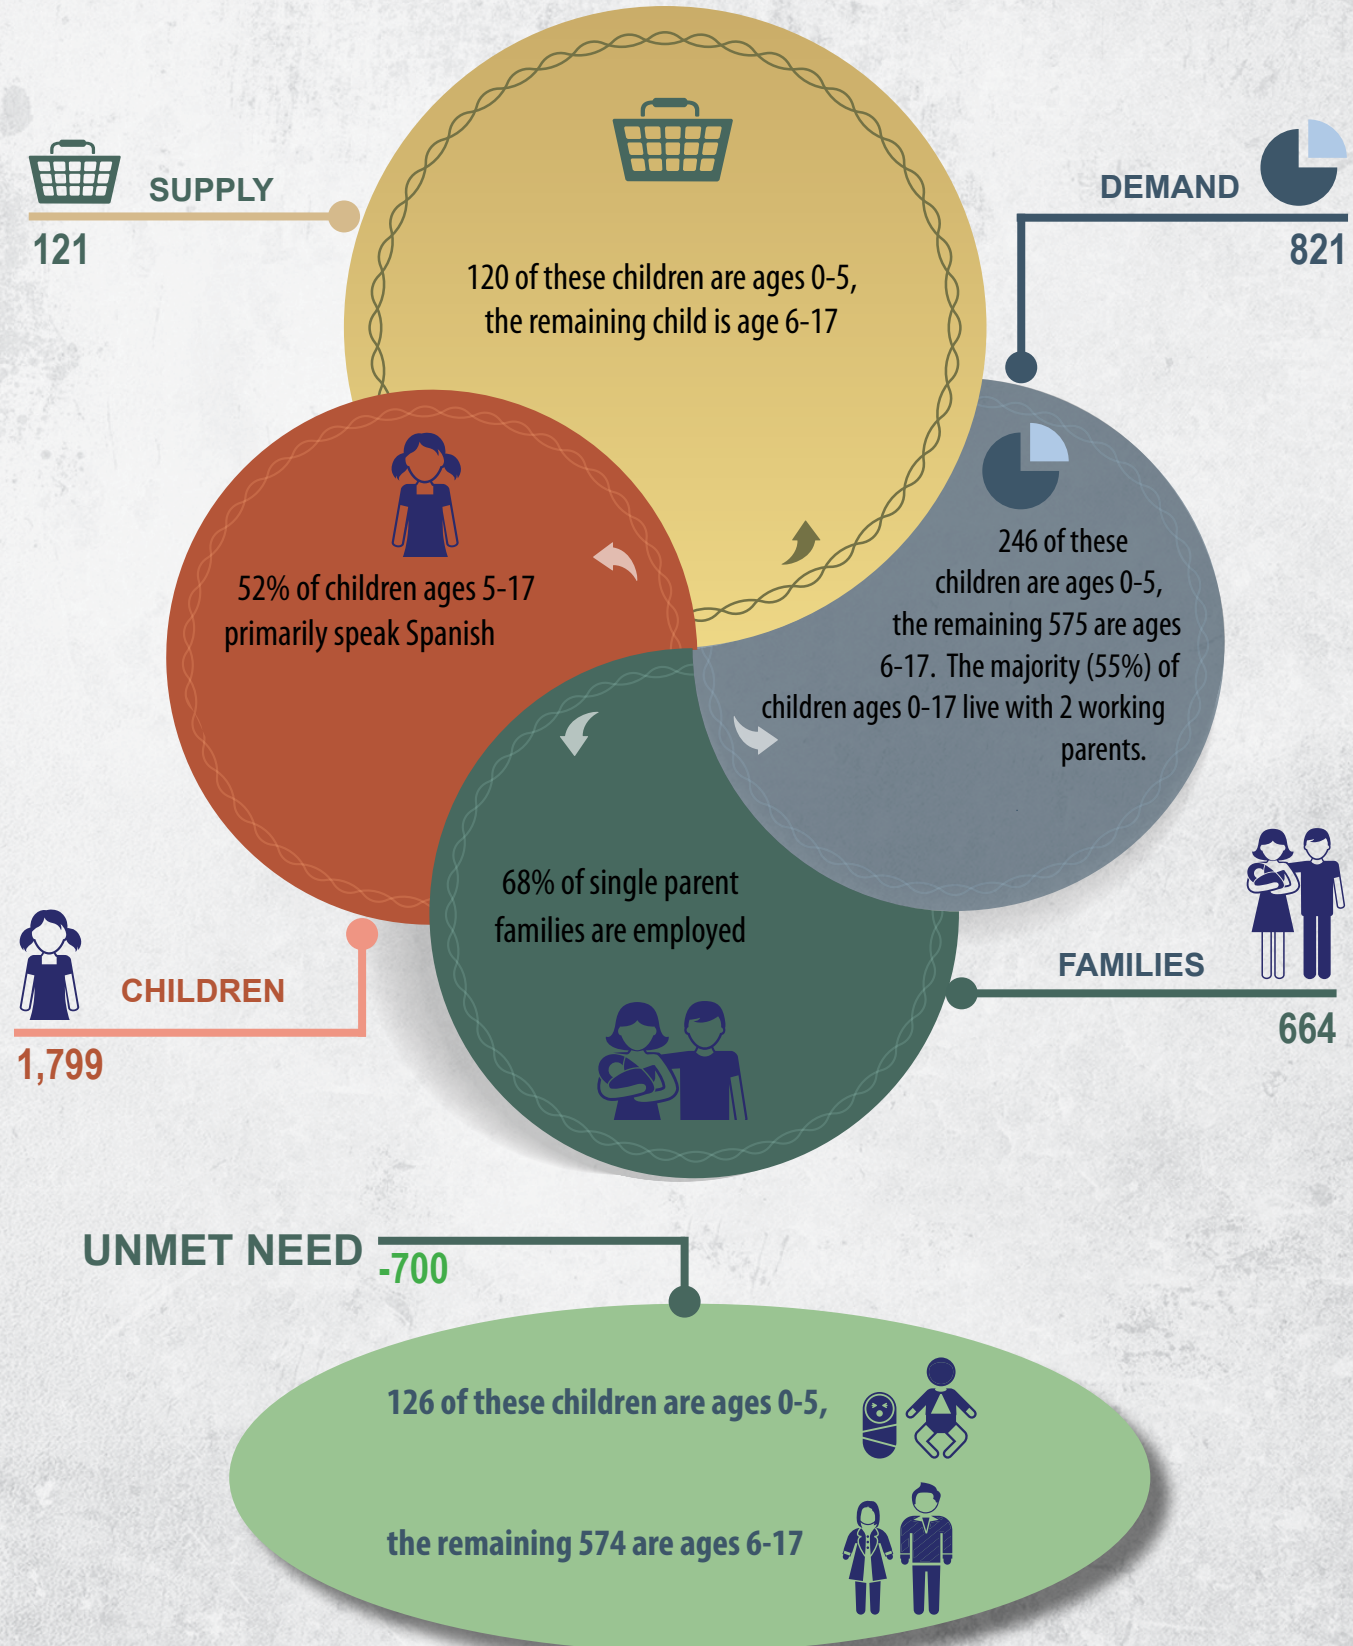 SUPPLY
121
DEMAND
821
120 of these children are ages 0-5,
the remaining child is age 6-17
52% of children ages 5-17
primarily speak Spanish
246 of these
children are ages 0-5,
the remaining 575 are ages
6-17. The majority (55%) of
children ages 0-17 live with 2 working
parents.
68% of single parent
families are employed
CHILDREN
1,799
FAMILIES
664
UNMET NEED
-700
126 of these children are ages 0-5,
the remaining 574 are ages 6-17